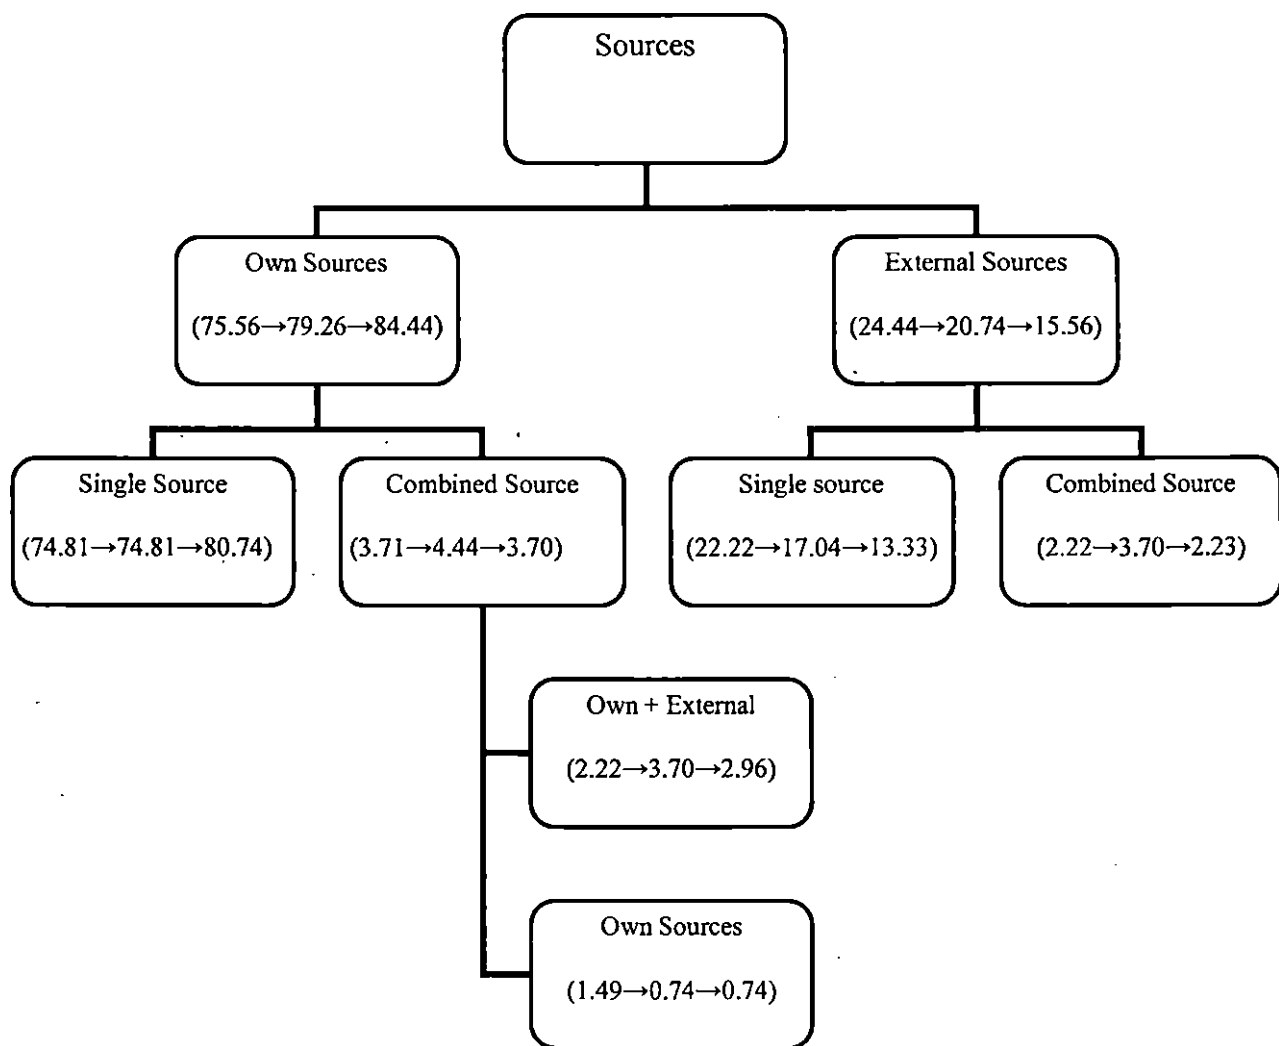 Sources
Own Sources
(75.56→79.26→84.44)
External Sources
(24.44→20.74→15.56)
Single Source
(74.81→74.81→80.74)
Combined Source
(3.71→4.44→3.70)
Single source
(22.22→17.04→13.33)
Combined Source
(2.22→3.70→2.23)
Own + External
(2.22→3.70→2.96)
Own Sources
(1.49→0.74→0.74)